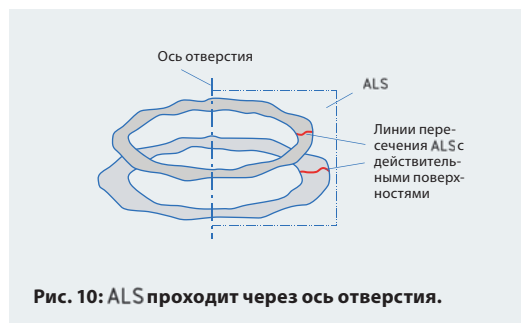 Ось отверстия
ALS
Линии пере-
сечения ALS с
действитель-
ными поверх-
ностями
Рис. 10: ALS проходит через ось отверстия.